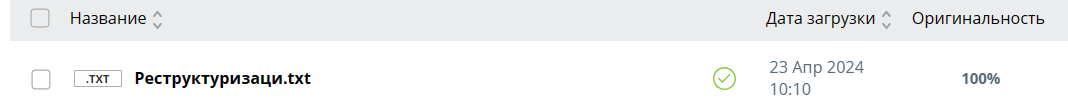 Название Дата загрузки Оригинальность
.TXT Реструктуризаци.txt 23 Апр 2024 100%
10:10